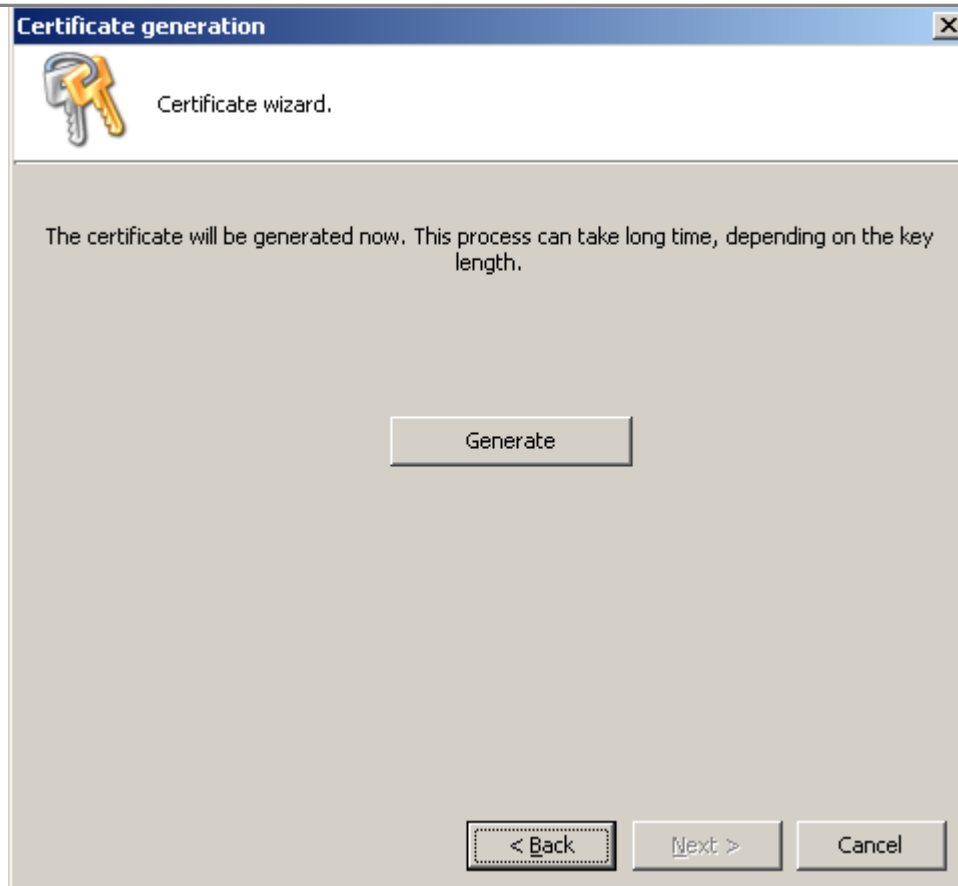 Certificate generation
Certificate wizard.
The certificate will be generated now. This process can take long time, depending on the key
length.
Generate
< Back
Next >
Cancel